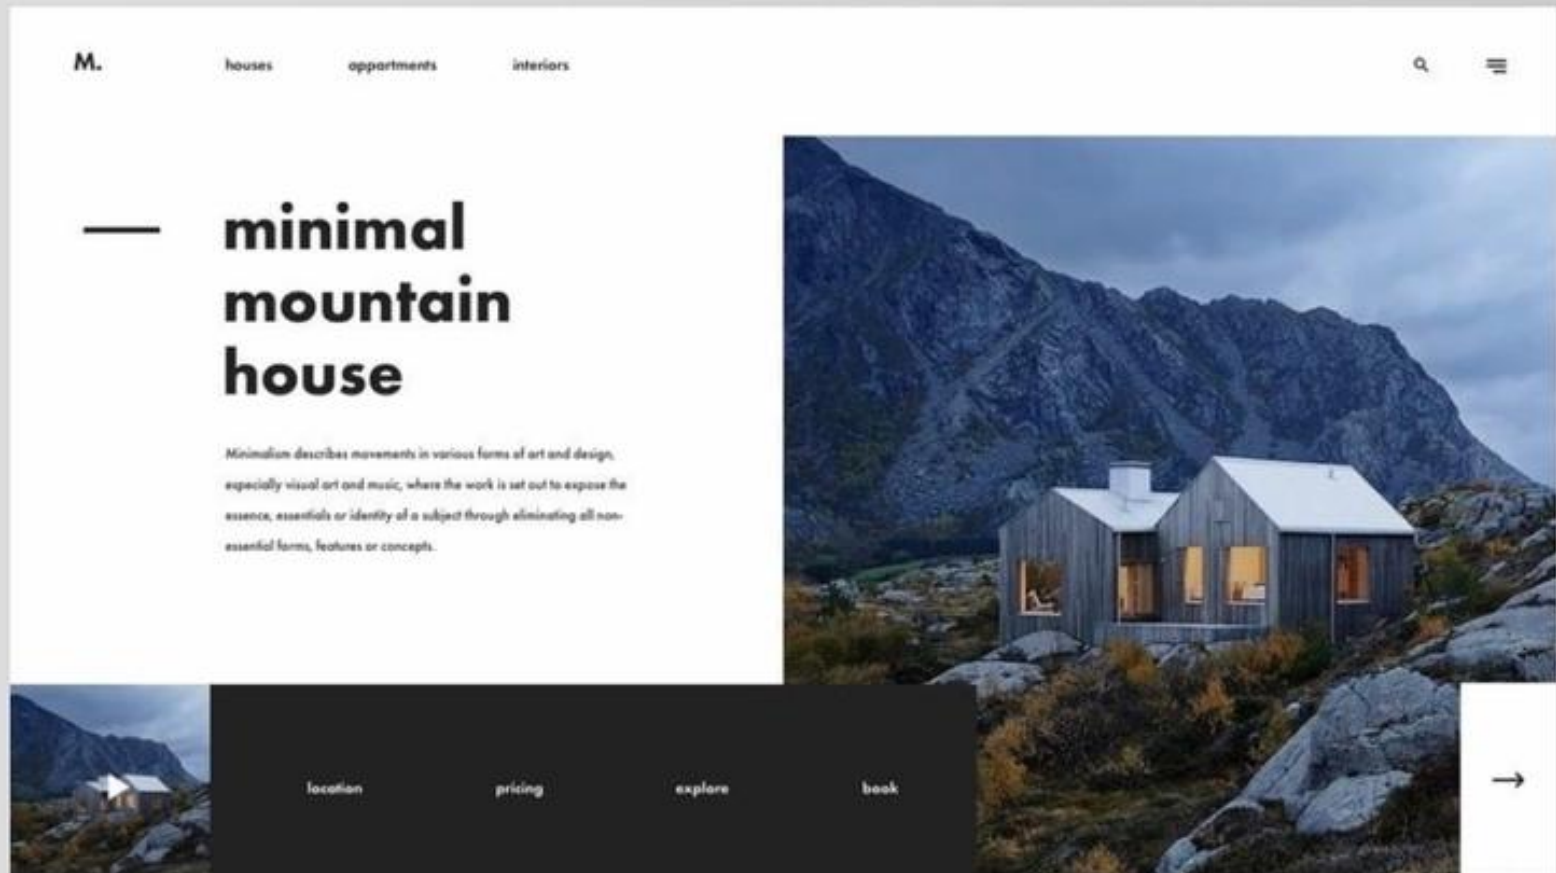 M.
houses appartments interiors
minimal
mountain
house
Minimalism describes movements in various forms of art and design,
especially visual art and music, where the work is set out to expose the
essence, essentials or identity of a subject through eliminating all non-
essential forms, features or concepts.
location pricing explore book